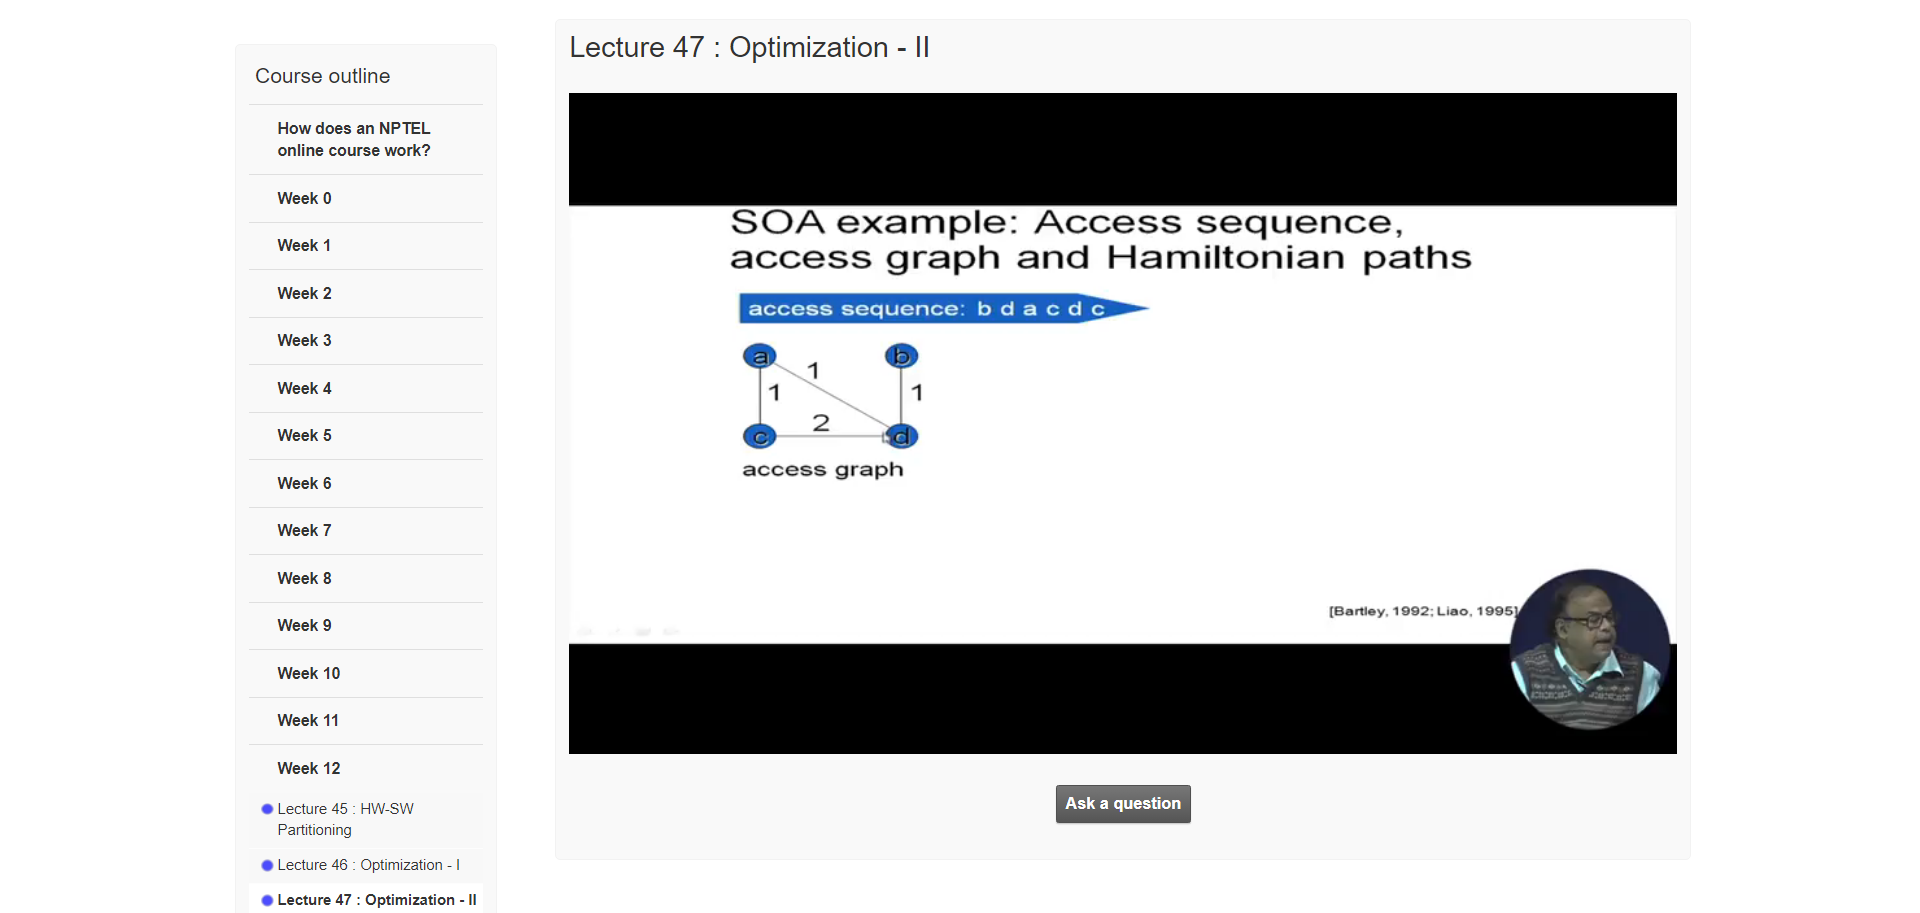 Course outline
How does an NPTEL
online course work?
Week 0
Week 1
Week 2
Week 3
Week 4
Week 5
Week 6
Week 7
Week 8
Week 9
Week 10
Week 11
Week 12
Lecture 45 : HW-SW
Partitioning
Lecture 46 : Optimization - I
Lecture 47 : Optimization - II
Lecture 47 : Optimization - II
SOA example: Access sequence,
access graph and Hamiltonian paths
access sequence: b d a c d c
a
b
1
1
1
2
c
d
access graph
[Bartley, 1992; Liao, 1995]
Ask a question